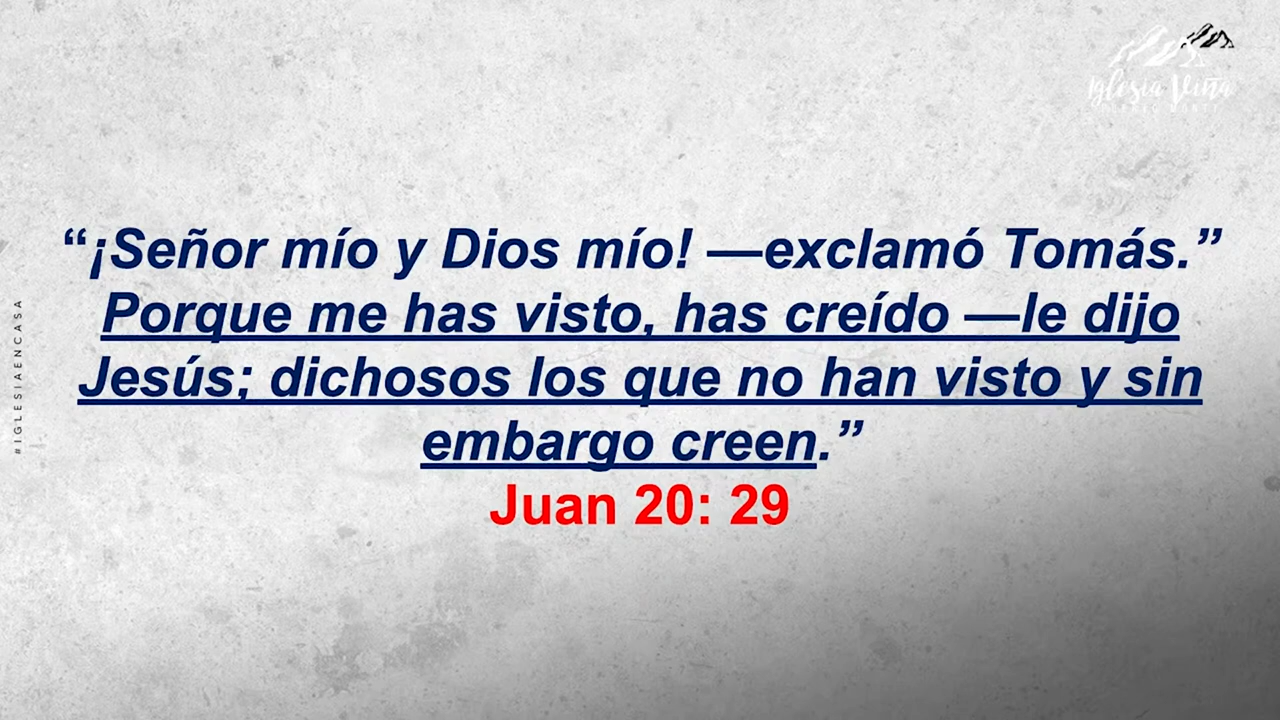 Iglesia Viña
“¡Señor mío y Dios mío! —exclamó Tomás.”
Porque me has visto, has creído —le dijo
Jesús; dichosos los que no han visto y sin
embargo creen.”
Juan 20: 29
#IGLESIAENCASA